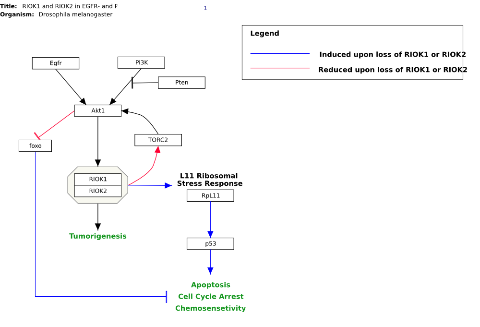 Title: RIOK1 and RIOK2 in EGFR- and F
1
Organism: Drosophila melanogaster
Legend
Induced upon loss of RIOK1 or RIOK2
Reduced upon loss of RIOK1 or RIOK2
Egfr
PI3K
Pten
Akt1
foxo
TORC2
RIOK1
RIOK2
L11 Ribosomal
Stress Response
RpL11
Tumorigenesis
p53
Apoptosis
Cell Cycle Arrest
Chemosensetivity